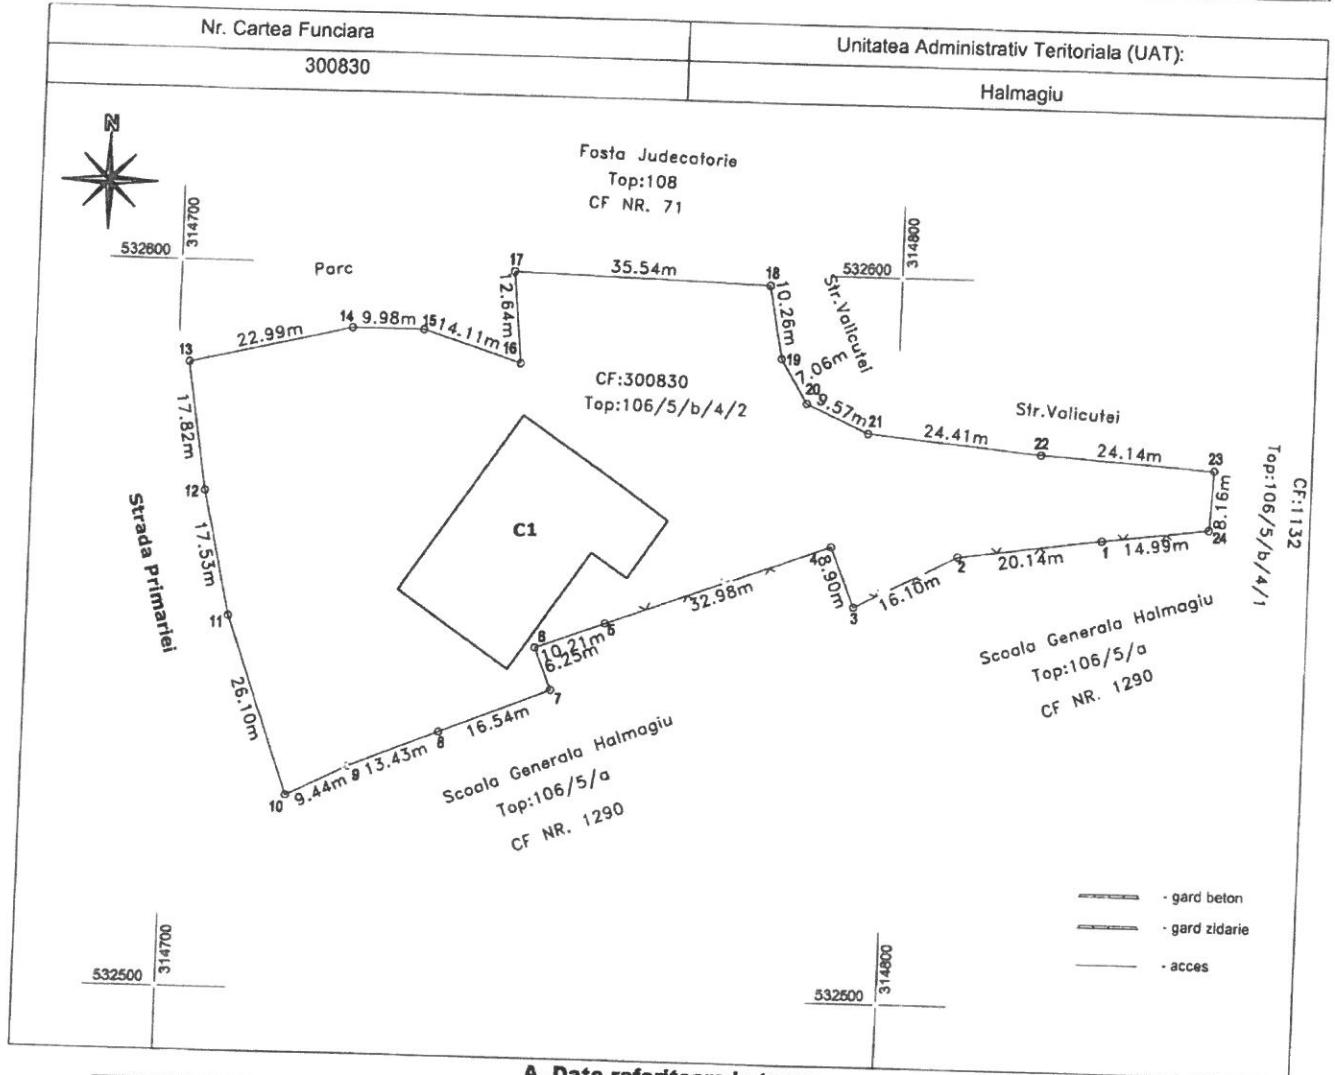 Nr. Cartea Funciara
Unitatea Administrativ Teritoriala (UAT):
300830
Halmagiu
N
Fosta Judecatorie
Top:108
CF NR. 71
314700
532600
314800
532600
Parc
17
35.54m
18
12.64m
10.26m
Str.Valicutei
14
9.98m
15
14.11m
16
22.99m
13
19
7.06m
20
9.57m
21
CF:300830
Top:106/5/b/4/2
Str.Valicutei
24.41m
22
24.14m
23
8.16m
24
CF:1132
Top:106/5/b/4/1
17.82m
12
Strada Primariei
17.53m
11
26.10m
C1
4
8.90m
3
16.10m
2
20.14m
1
14.99m
32.98m
5
6
10.21m
6.25m
7
16.54m
8
13.43m
9
9.44m
10
Scoala Generala Halmagiu
Top:106/5/a
CF NR. 1290
Scoala Generala Halmagiu
Top:106/5/a
CF NR. 1290
- gard beton
- gard zidarie
- acces
314700
532500
314800
532500
A. Date